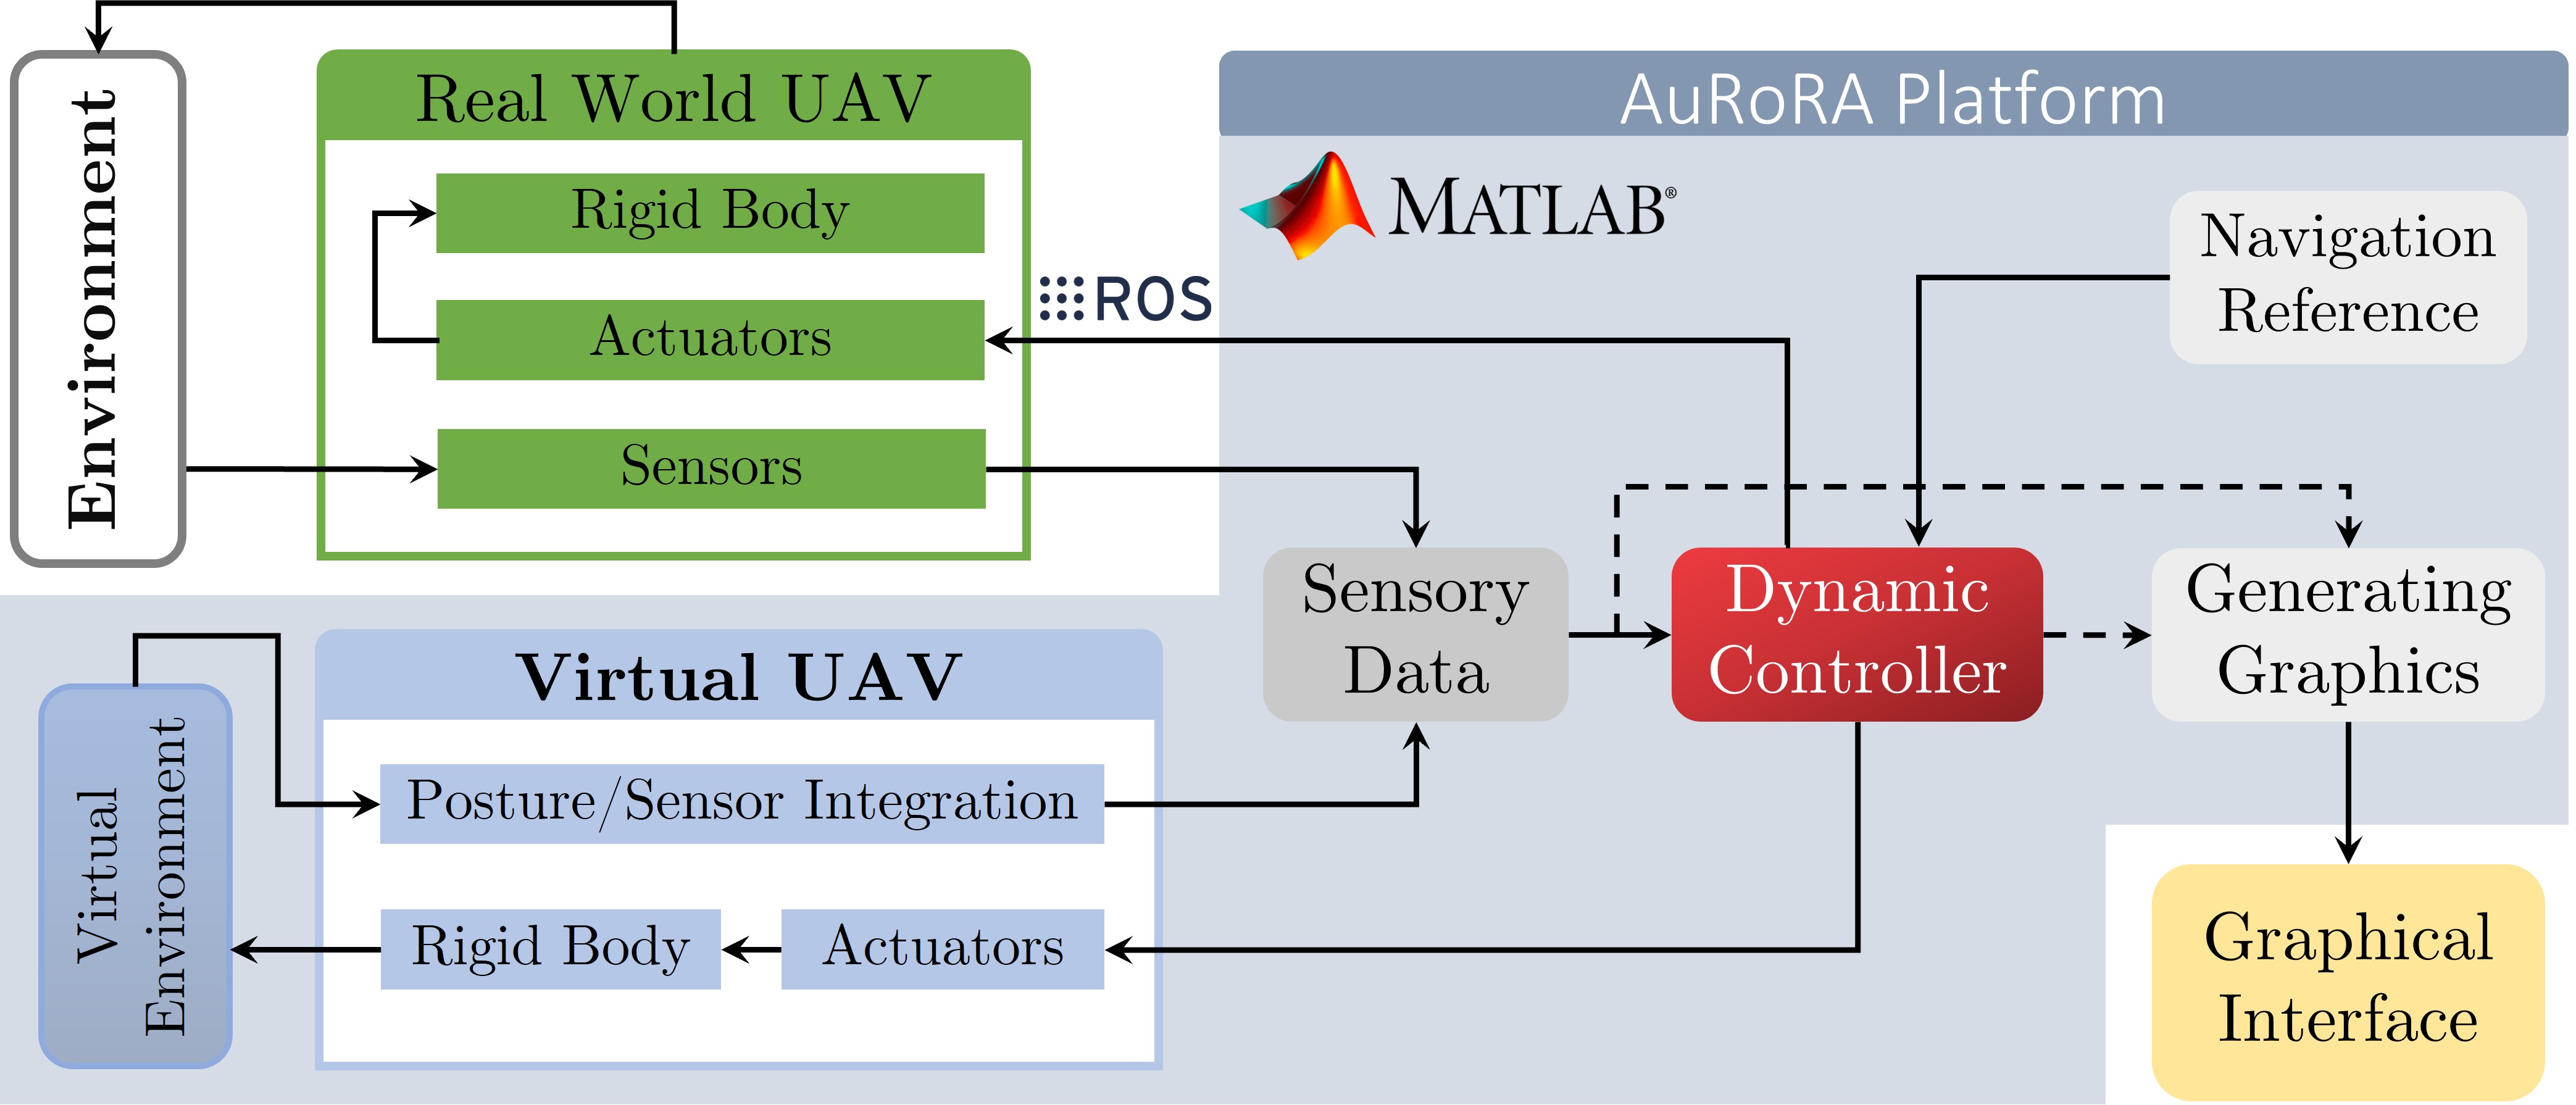 Environment
Real World UAV
Rigid Body
Actuators
Sensors
ROS
AuRoRA Platform
MATLAB®
Navigation
Reference
Sensory
Data
Dynamic
Controller
Generating
Graphics
Graphical
Interface
Virtual
Environment
Virtual UAV
Posture/Sensor Integration
Rigid Body
Actuators